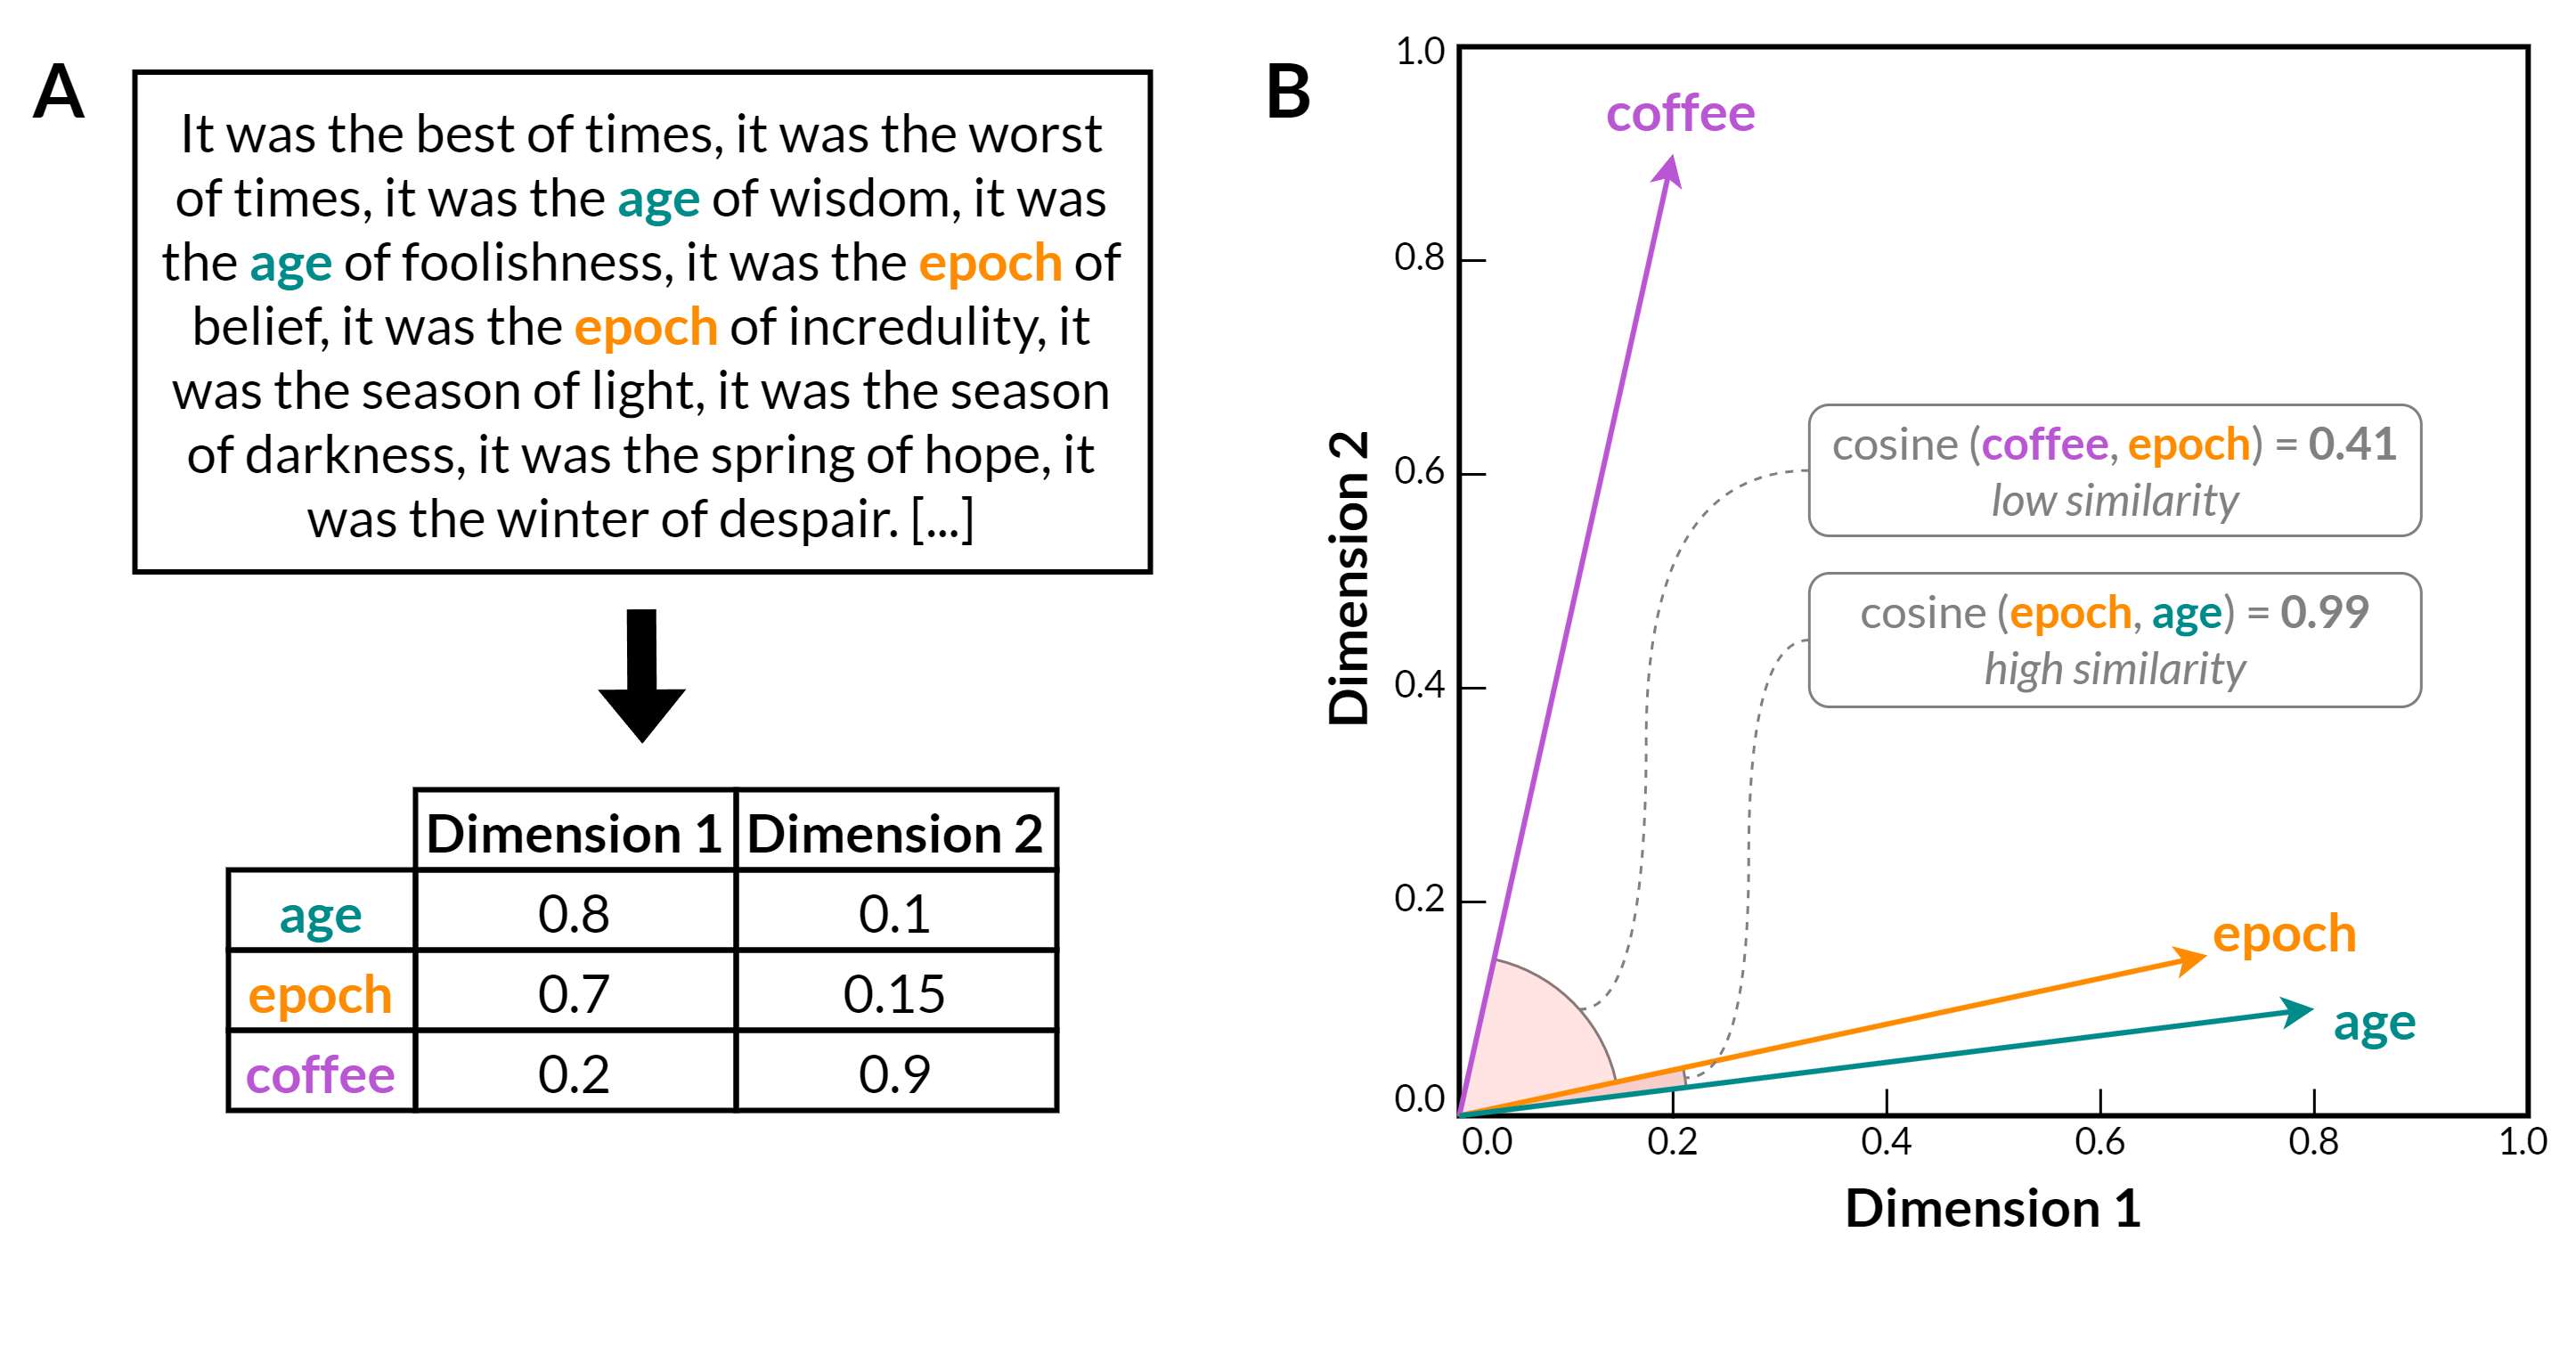 A
It was the best of times, it was the worst
of times, it was the age of wisdom, it was
the age of foolishness, it was the epoch of
belief, it was the epoch of incredulity, it
was the season of light, it was the season
of darkness, it was the spring of hope, it
was the winter of despair. [...]
Dimension 1 Dimension 2
age 0.8 0.1
epoch 0.7 0.15
coffee 0.2 0.9
B
1.0
0.8
0.6
0.4
0.2
0.0
Dimension 2
coffee
cosine (coffee, epoch) = 0.41
low similarity
cosine (epoch, age) = 0.99
high similarity
epoch
age
0.0 0.2 0.4 0.6 0.8 1.0
Dimension 1